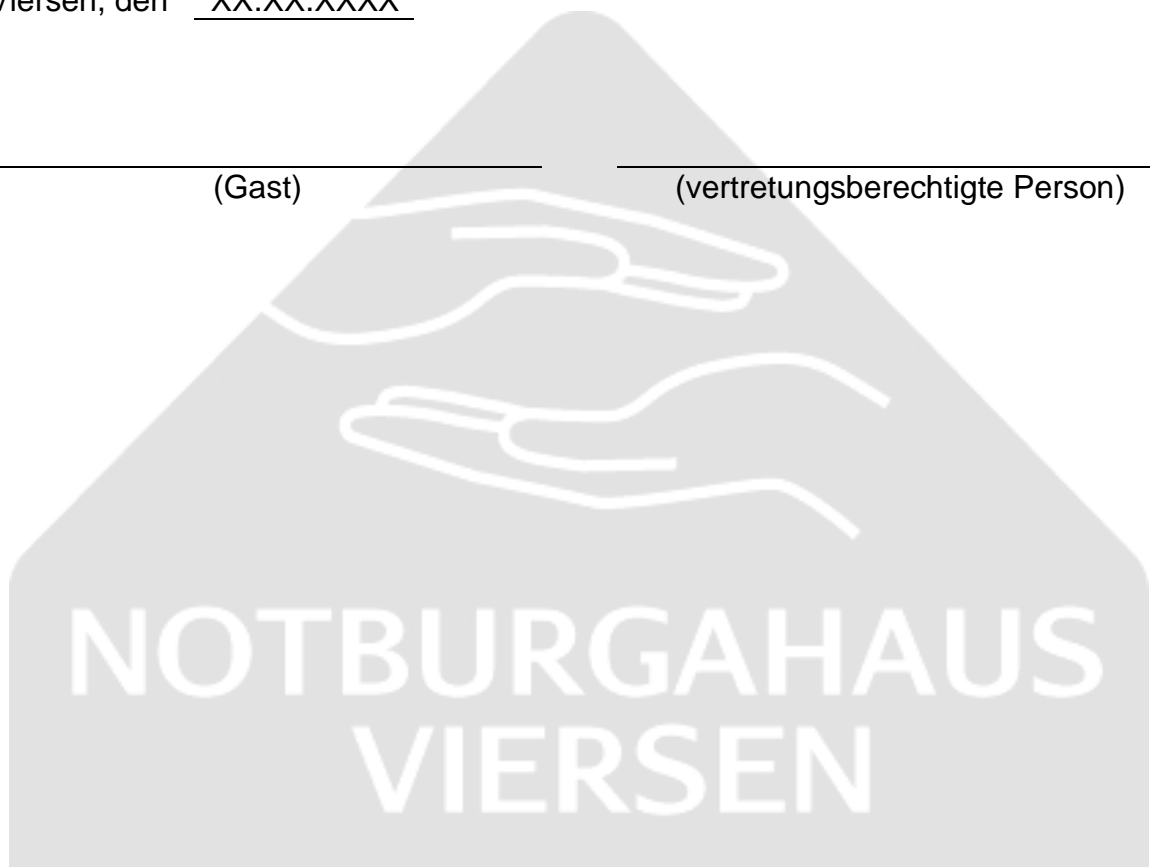 Viersen, den XX.XX.XXXX
(Gast) (vertretungsberechtigte Person)
NOTBURGAHAUS
VIERSEN